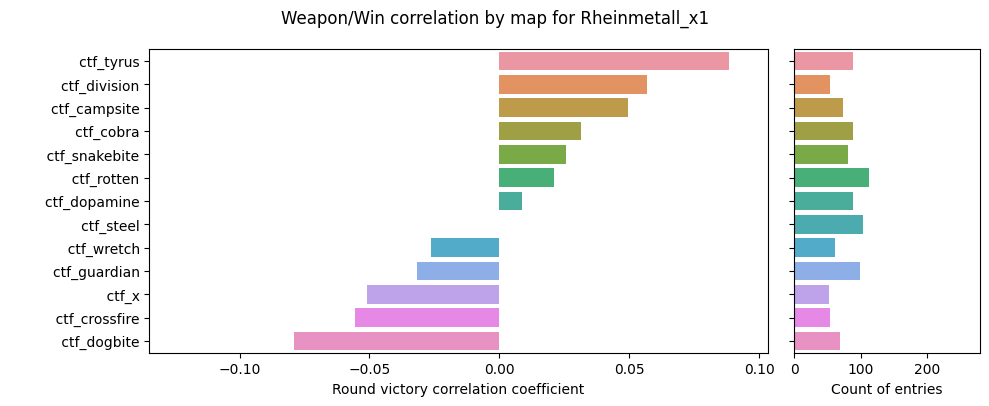 Weapon/Win correlation by map for Rheinmetall_x1
ctf_tyrus
ctf_division
ctf_campsite
ctf_cobra
ctf_snakebite
ctf_rotten
ctf_dopamine
ctf_steel
ctf_wretch
ctf_guardian
ctf_x
ctf_crossfire
ctf_dogbite
−0.10 −0.05 0.00 0.05 0.10
Round victory correlation coefficient
0 100 200
Count of entries